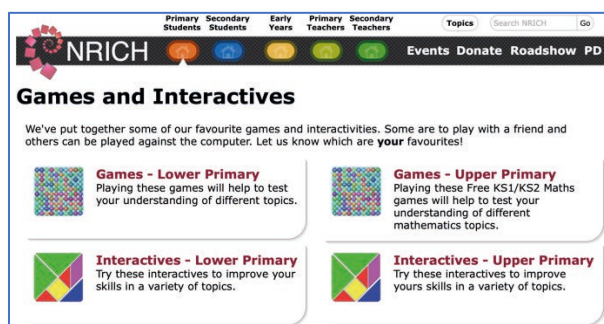 Primary Students
Secondary Students
Early Years
Primary Teachers
Secondary Teachers
Topics
Search NRICH
Go
NRICH
Events Donate Roadshow PD
Games and Interactives
We've put together some of our favourite games and interactivities. Some are to play with a friend and
others can be played against the computer. Let us know which are your favourites!
Games - Lower Primary
Playing these games will help to test
your understanding of different topics.
Games - Upper Primary
Playing these Free KS1/KS2 Maths
games will help to test your
understanding of different
mathematics topics.
Interactives - Lower Primary
Try these interactives to improve your
skills in a variety of topics.
Interactives - Upper Primary
Try these interactives to improve
yours skills in a variety of topics.